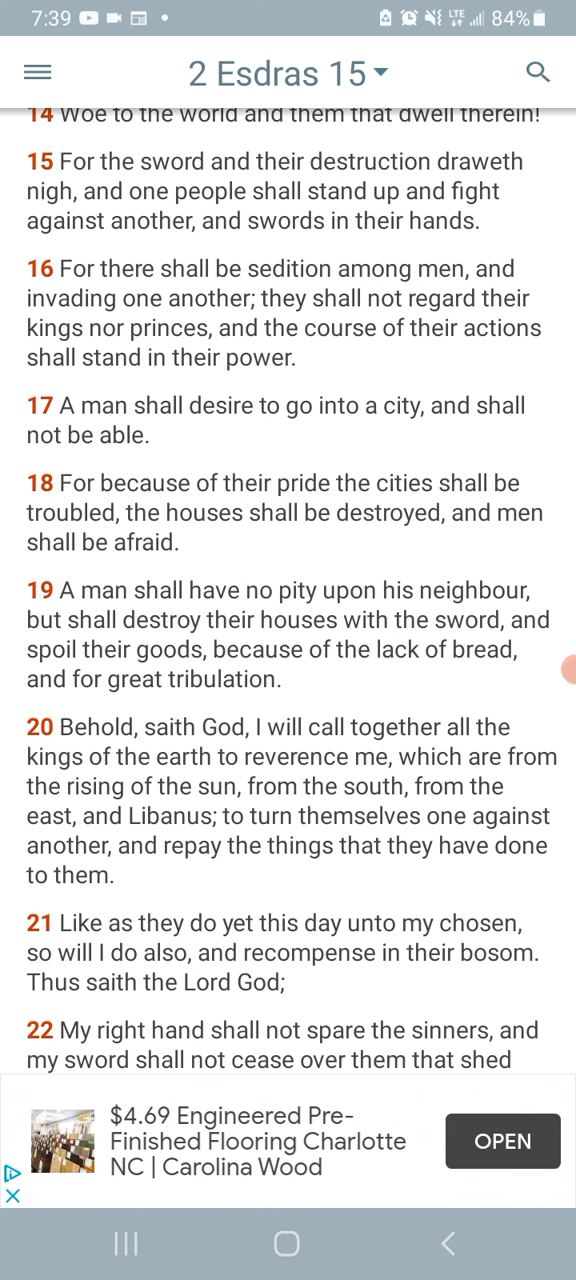 7:39
LTE
84%
2 Esdras 15
14 Woe to the world and them that dwell therein!
15 For the sword and their destruction draweth
nigh, and one people shall stand up and fight
against another, and swords in their hands.
16 For there shall be sedition among men, and
invading one another; they shall not regard their
kings nor princes, and the course of their actions
shall stand in their power.
17 A man shall desire to go into a city, and shall
not be able.
18 For because of their pride the cities shall be
troubled, the houses shall be destroyed, and men
shall be afraid.
19 A man shall have no pity upon his neighbour,
but shall destroy their houses with the sword, and
spoil their goods, because of the lack of bread,
and for great tribulation.
20 Behold, saith God, I will call together all the
kings of the earth to reverence me, which are from
the rising of the sun, from the south, from the
east, and Libanus; to turn themselves one against
another, and repay the things that they have done
to them.
21 Like as they do yet this day unto my chosen,
so will I do also, and recompense in their bosom.
Thus saith the Lord God;
22 My right hand shall not spare the sinners, and
my sword shall not cease over them that shed
$4.69 Engineered Pre-
Finished Flooring Charlotte
NC | Carolina Wood
OPEN